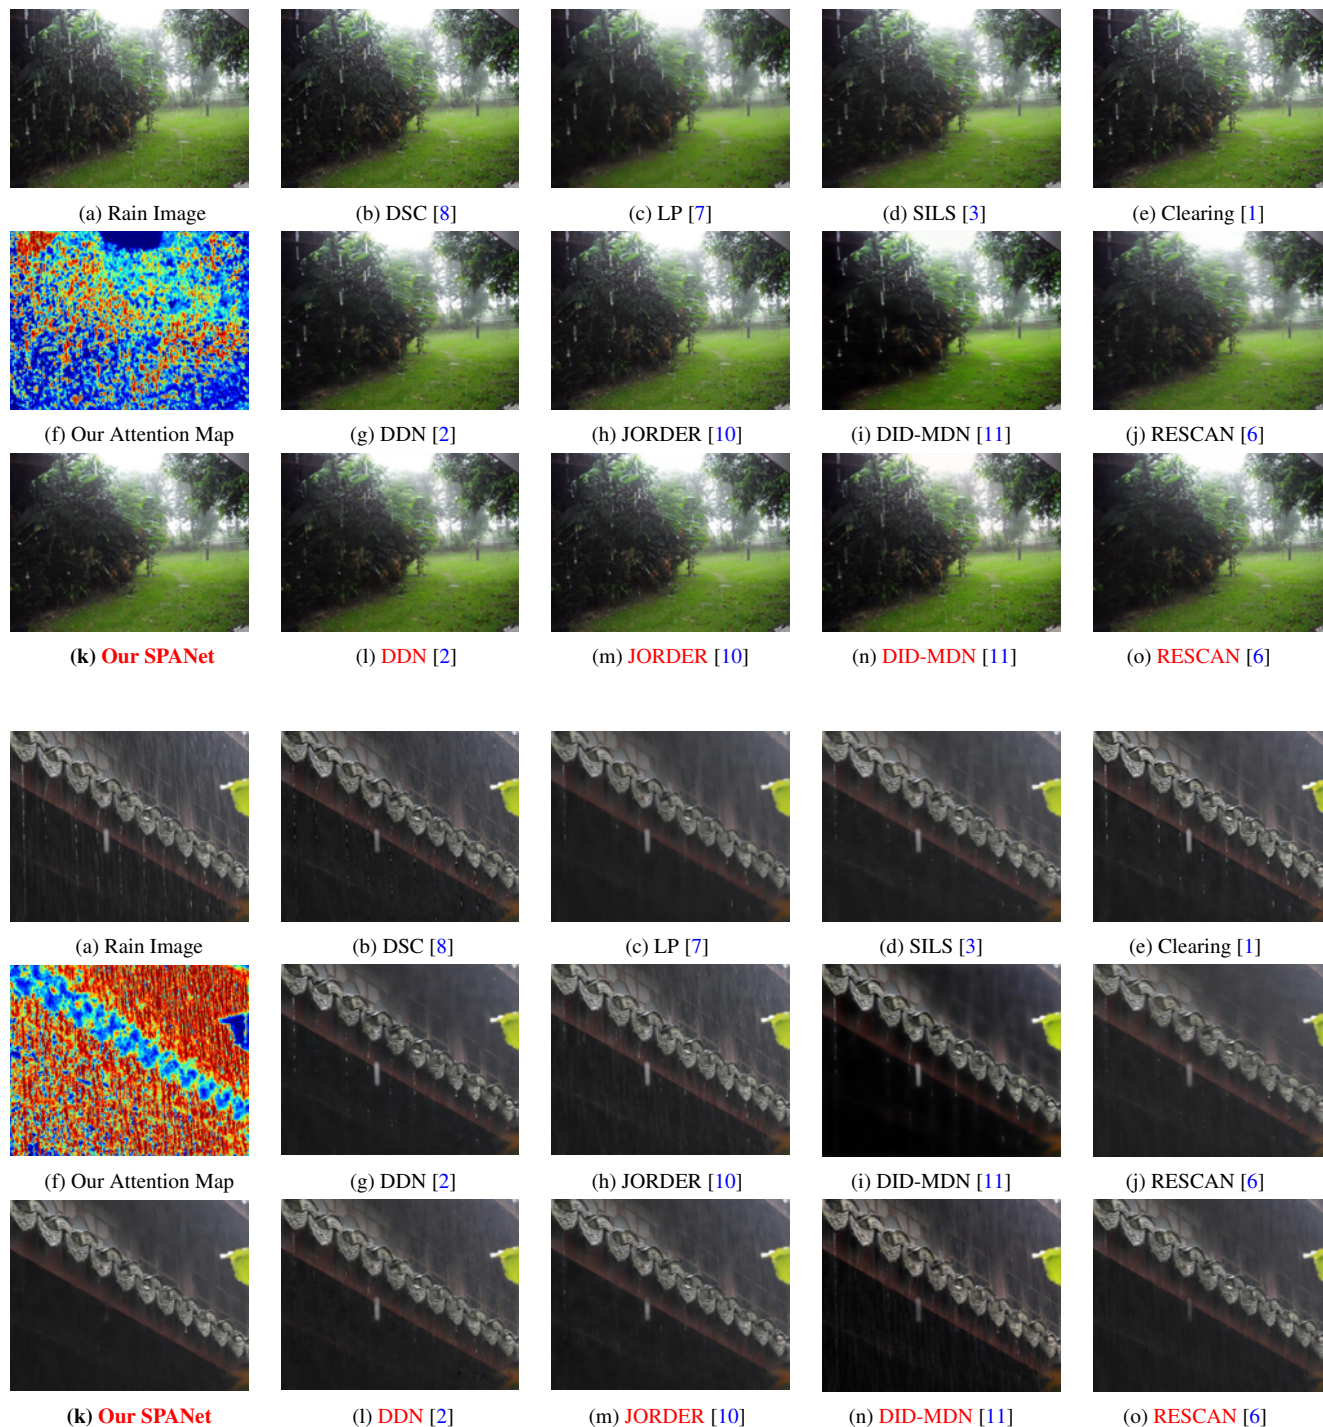 (a) Rain Image
(b) DSC [8]
(c) LP [7]
(d) SILS [3]
(e) Clearing [1]
(f) Our Attention Map
(g) DDN [2]
(h) JORDER [10]
(i) DID-MDN [11]
(j) RESCAN [6]
(k) Our SPANet
(l) DDN [2]
(m) JORDER [10]
(n) DID-MDN [11]
(o) RESCAN [6]
(a) Rain Image
(b) DSC [8]
(c) LP [7]
(d) SILS [3]
(e) Clearing [1]
(f) Our Attention Map
(g) DDN [2]
(h) JORDER [10]
(i) DID-MDN [11]
(j) RESCAN [6]
(k) Our SPANet
(l) DDN [2]
(m) JORDER [10]
(n) DID-MDN [11]
(o) RESCAN [6]